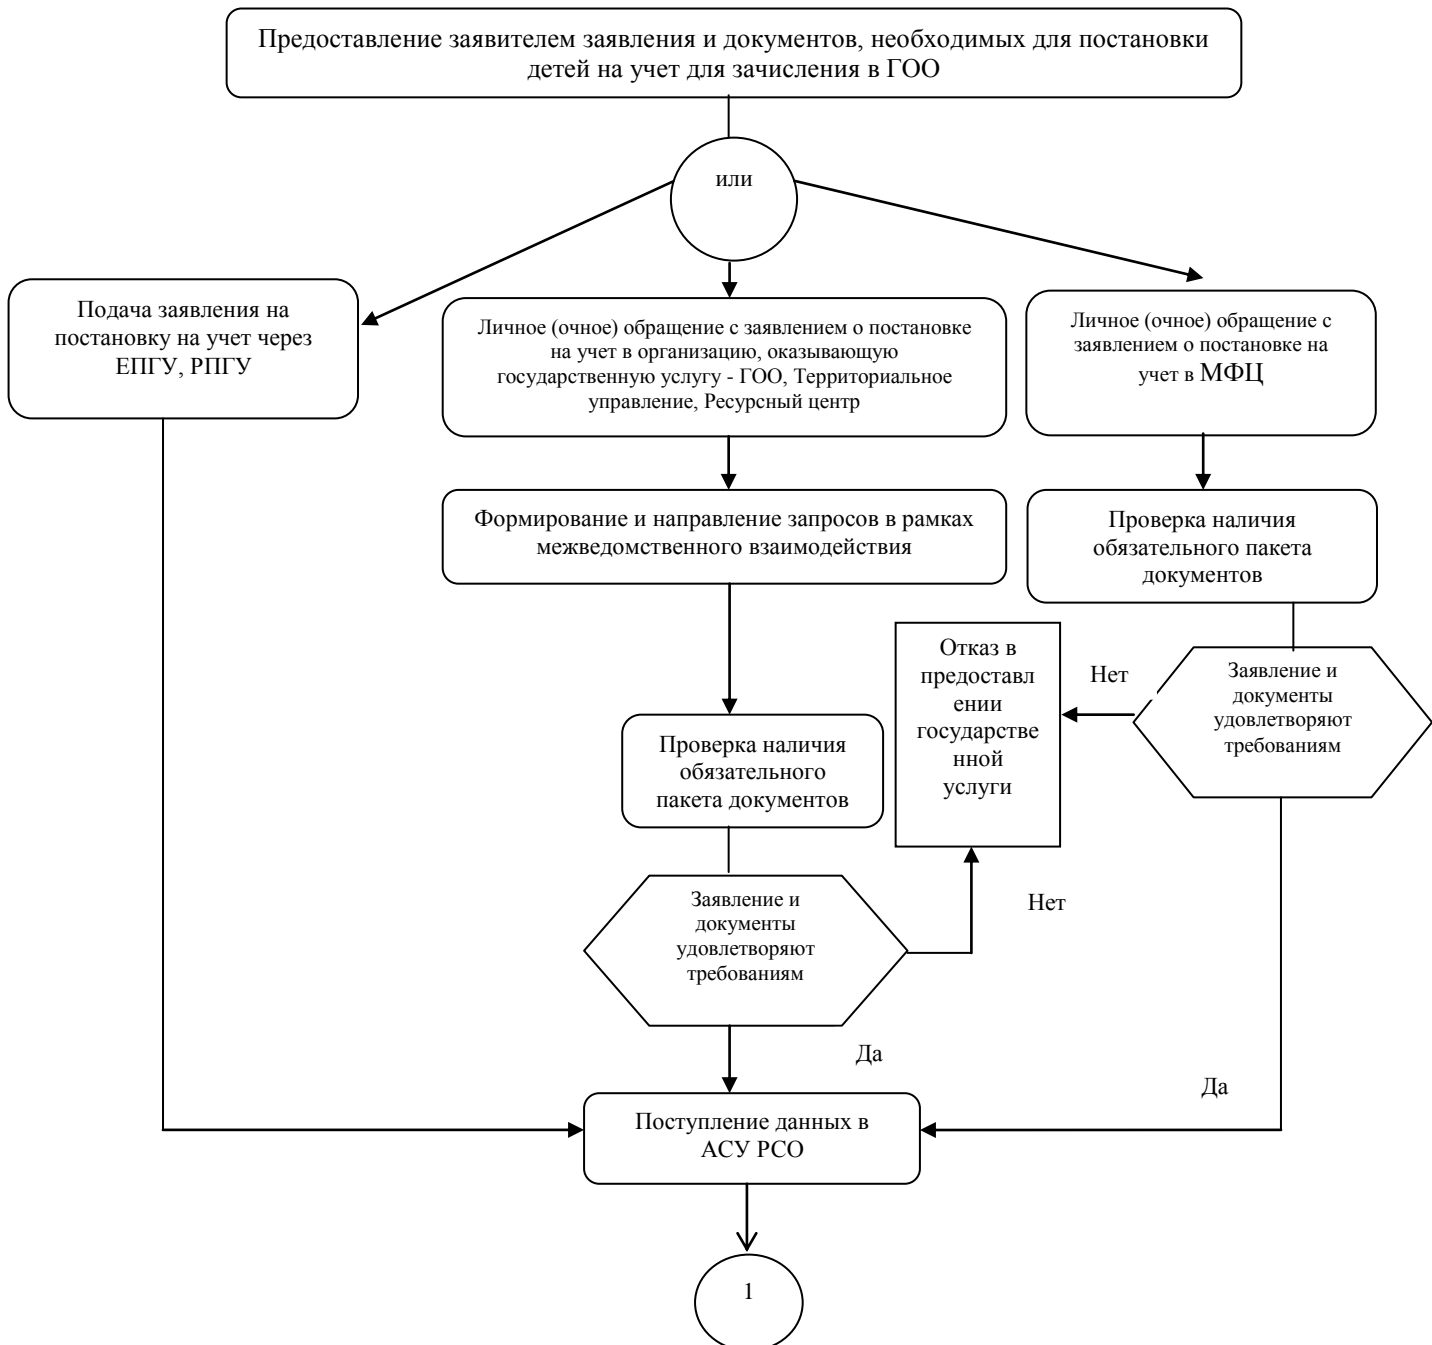 Предоставление заявителем заявления и документов, необходимых для постановки
детей на учет для зачисления в ГОО
или
Подача заявления на
постановку на учет через
ЕПГУ, РПГУ
Личное (очное) обращение с заявлением о постановке
на учет в организацию, оказывающую
государственную услугу - ГОО, Территориальное
управление, Ресурсный центр
Личное (очное) обращение с
заявлением о постановке на
учет в МФЦ
Формирование и направление запросов в рамках
межведомственного взаимодействия
Проверка наличия
обязательного пакета
документов
Отказ в
предоставл
ении
государстве
нной
услуги
Нет
Заявление и
документы
удовлетворяют
требованиям
Проверка наличия
обязательного
пакета документов
Заявление и
документы
удовлетворяют
требованиям
Нет
Да
Да
Поступление данных в
АСУ РСО
1